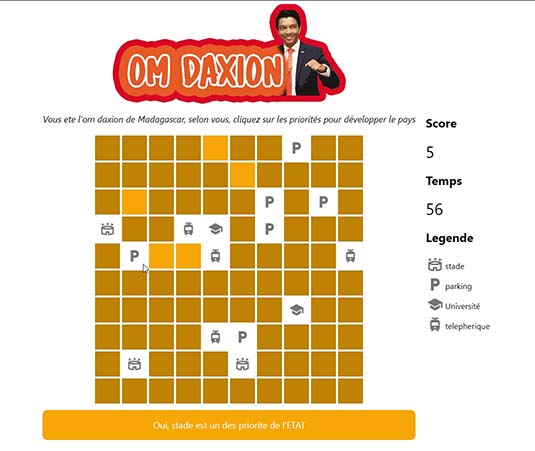 OM DAXION
Vous ete l'om daxion de Madagascar, selon vous, cliquez sur les priorités pour développer le pays
Score
5
Temps
56
Legende
stade
P parking
Université
telepherique
P
P P
P
P
P
Oui, stade est un des priorite de l'ETAT